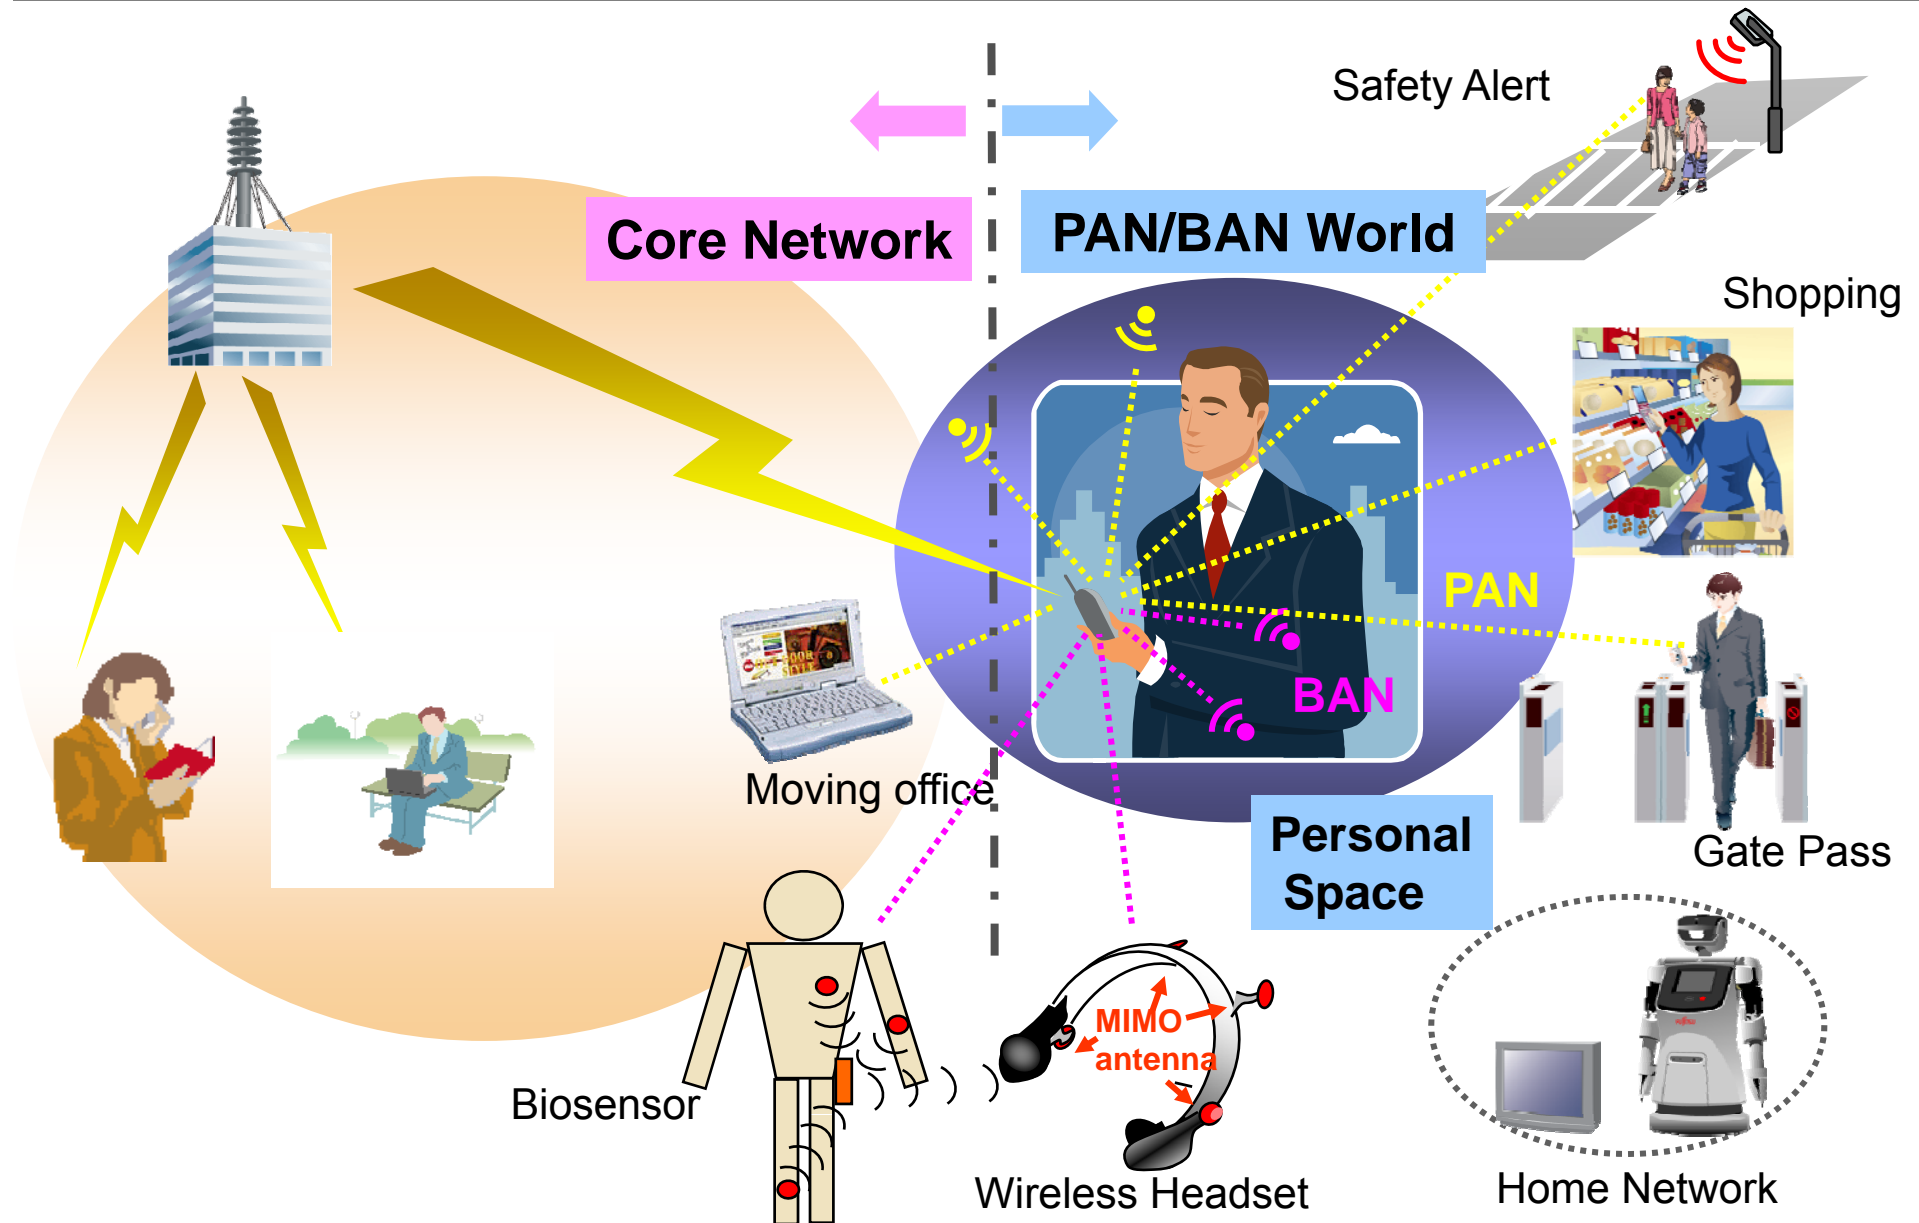 Safety Alert
Core Network
PAN/BAN World
Shopping
PAN
BAN
Moving office
Personal
Space
Gate Pass
MIMO
antenna
Biosensor
Wireless Headset
Home Network